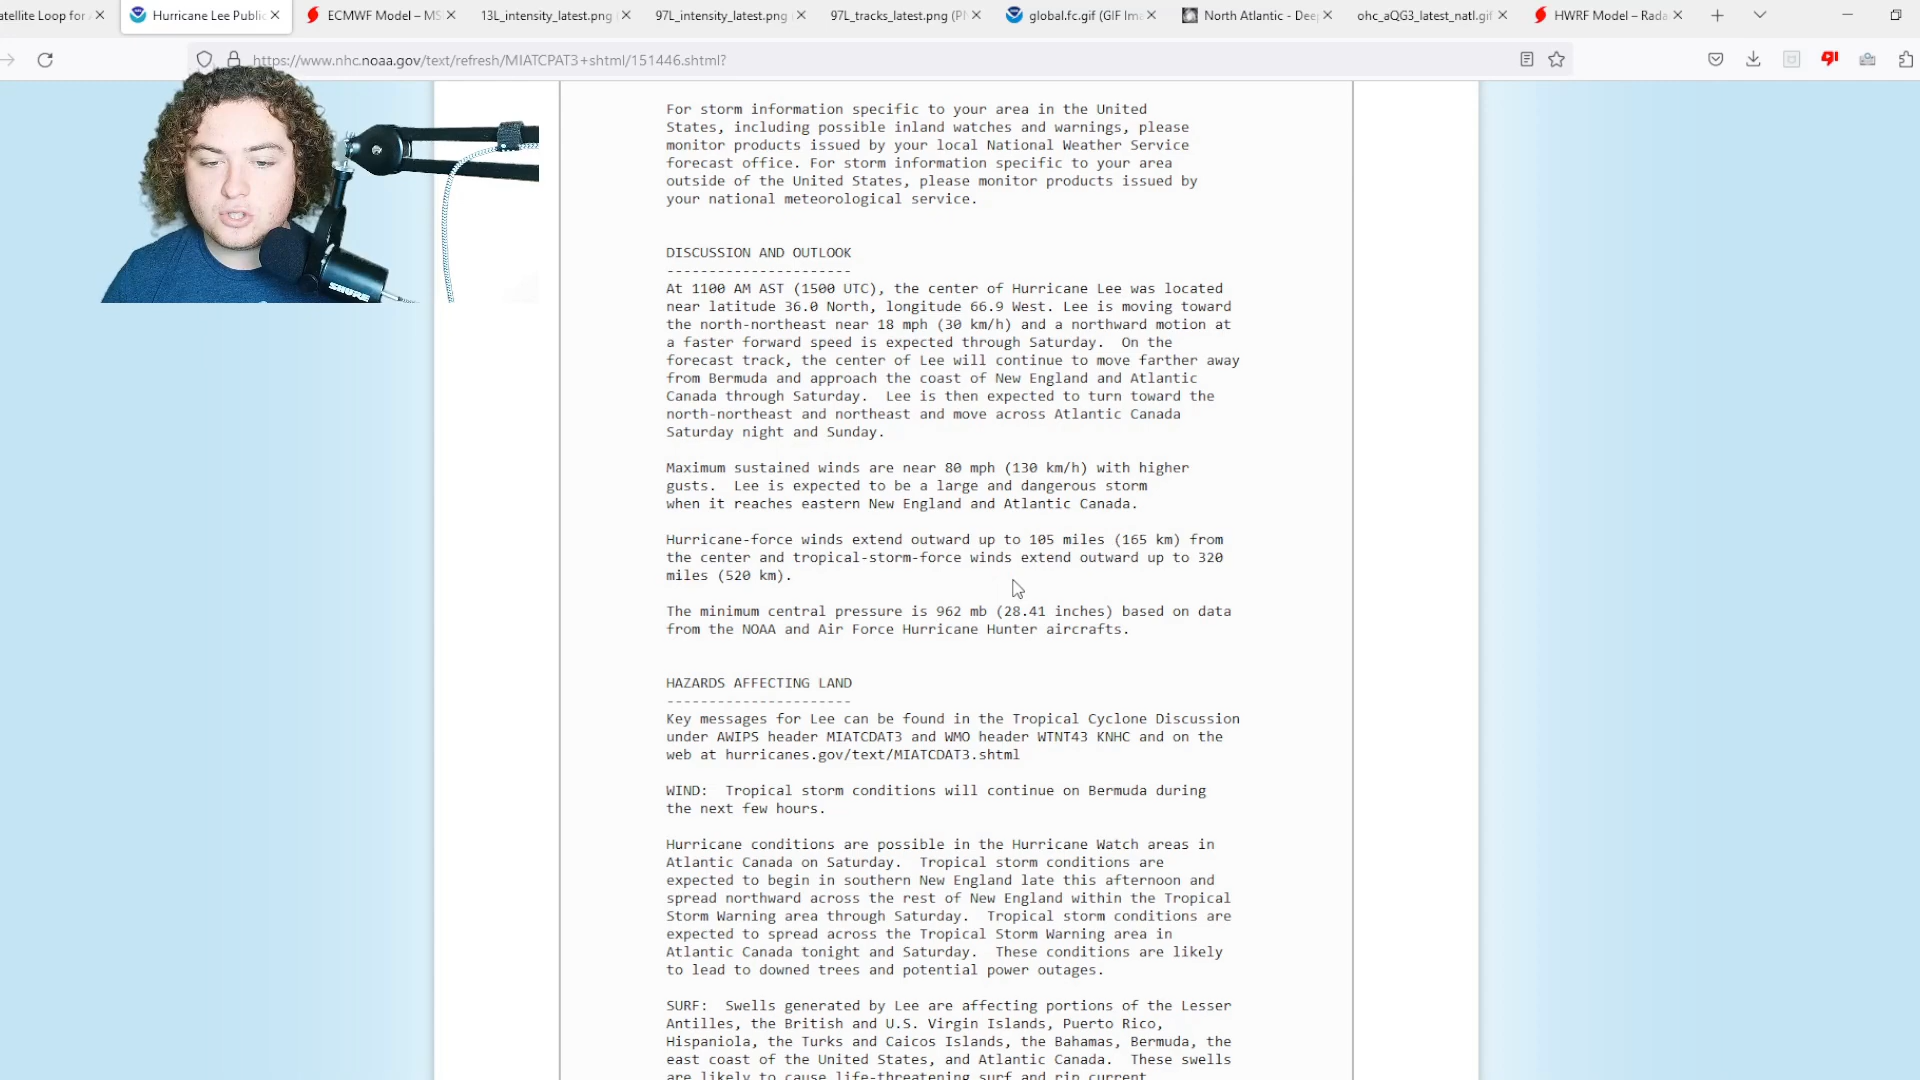 atellite Loop for A
Hurricane Lee Public
ECMWF Model – MS
13L_intensity_latest.png
97L_intensity_latest.png
97L_tracks_latest.png (P
global.fc.gif (GIF Ima
North Atlantic - Dee
ohc_aQG3_latest_natl.gif
HWRF Model – Rada
https://www.nhc.noaa.gov/text/refresh/MIATCPAT3+shtml/151446.shtml?
For storm information specific to your area in the United
States, including possible inland watches and warnings, please
monitor products issued by your local National Weather Service
forecast office. For storm information specific to your area
outside of the United States, please monitor products issued by
your national meteorological service.
DISCUSSION AND OUTLOOK
----------------------
At 1100 AM AST (1500 UTC), the center of Hurricane Lee was located
near latitude 36.0 North, longitude 66.9 West. Lee is moving toward
the north-northeast near 18 mph (30 km/h) and a northward motion at
a faster forward speed is expected through Saturday.  On the
forecast track, the center of Lee will continue to move farther away
from Bermuda and approach the coast of New England and Atlantic
Canada through Saturday.  Lee is then expected to turn toward the
north-northeast and northeast and move across Atlantic Canada
Saturday night and Sunday.
Maximum sustained winds are near 80 mph (130 km/h) with higher
gusts.  Lee is expected to be a large and dangerous storm
when it reaches eastern New England and Atlantic Canada.
Hurricane-force winds extend outward up to 105 miles (165 km) from
the center and tropical-storm-force winds extend outward up to 320
miles (520 km).
The minimum central pressure is 962 mb (28.41 inches) based on data
from the NOAA and Air Force Hurricane Hunter aircrafts.
HAZARDS AFFECTING LAND
----------------------
Key messages for Lee can be found in the Tropical Cyclone Discussion
under AWIPS header MIATCDAT3 and WMO header WTNT43 KNHC and on the
web at hurricanes.gov/text/MIATCDAT3.shtml
WIND:  Tropical storm conditions will continue on Bermuda during
the next few hours.
Hurricane conditions are possible in the Hurricane Watch areas in
Atlantic Canada on Saturday.  Tropical storm conditions are
expected to begin in southern New England late this afternoon and
spread northward across the rest of New England within the Tropical
Storm Warning area through Saturday.  Tropical storm conditions are
expected to spread across the Tropical Storm Warning area in
Atlantic Canada tonight and Saturday.  These conditions are likely
to lead to downed trees and potential power outages.
SURF:  Swells generated by Lee are affecting portions of the Lesser
Antilles, the British and U.S. Virgin Islands, Puerto Rico,
Hispaniola, the Turks and Caicos Islands, the Bahamas, Bermuda, the
east coast of the United States, and Atlantic Canada.  These swells
are likely to cause life-threatening surf and rip current
SHURE